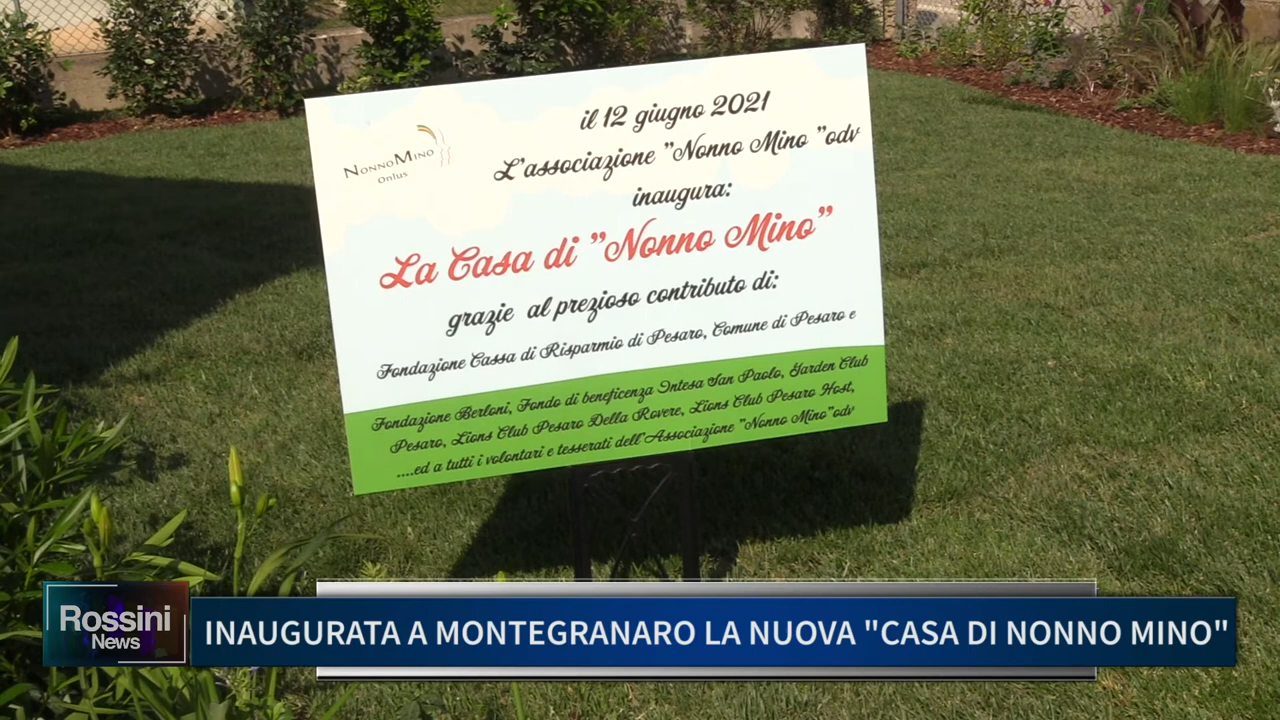 NonnoMino
Onlus
il 12 giugno 2021
L'associazione "Nonno Mino "odv
inaugura:
La Casa di "Nonno Mino"
grazie al prezioso contributo di:
Fondazione Cassa di Risparmio di Pesaro, Comune di Pesaro e
Fondazione Berloni, Fondo di beneficenza Intesa San Paolo, Garden Club
Pesaro, Lions Club Pesaro Della Rovere, Lions Club Pesaro Host,
....ed a tutti i volontari e tesserati dell'Associazione "Nonno Mino"odv
Rossini
News
INAUGURATA A MONTEGRANARO LA NUOVA "CASA DI NONNO MINO"